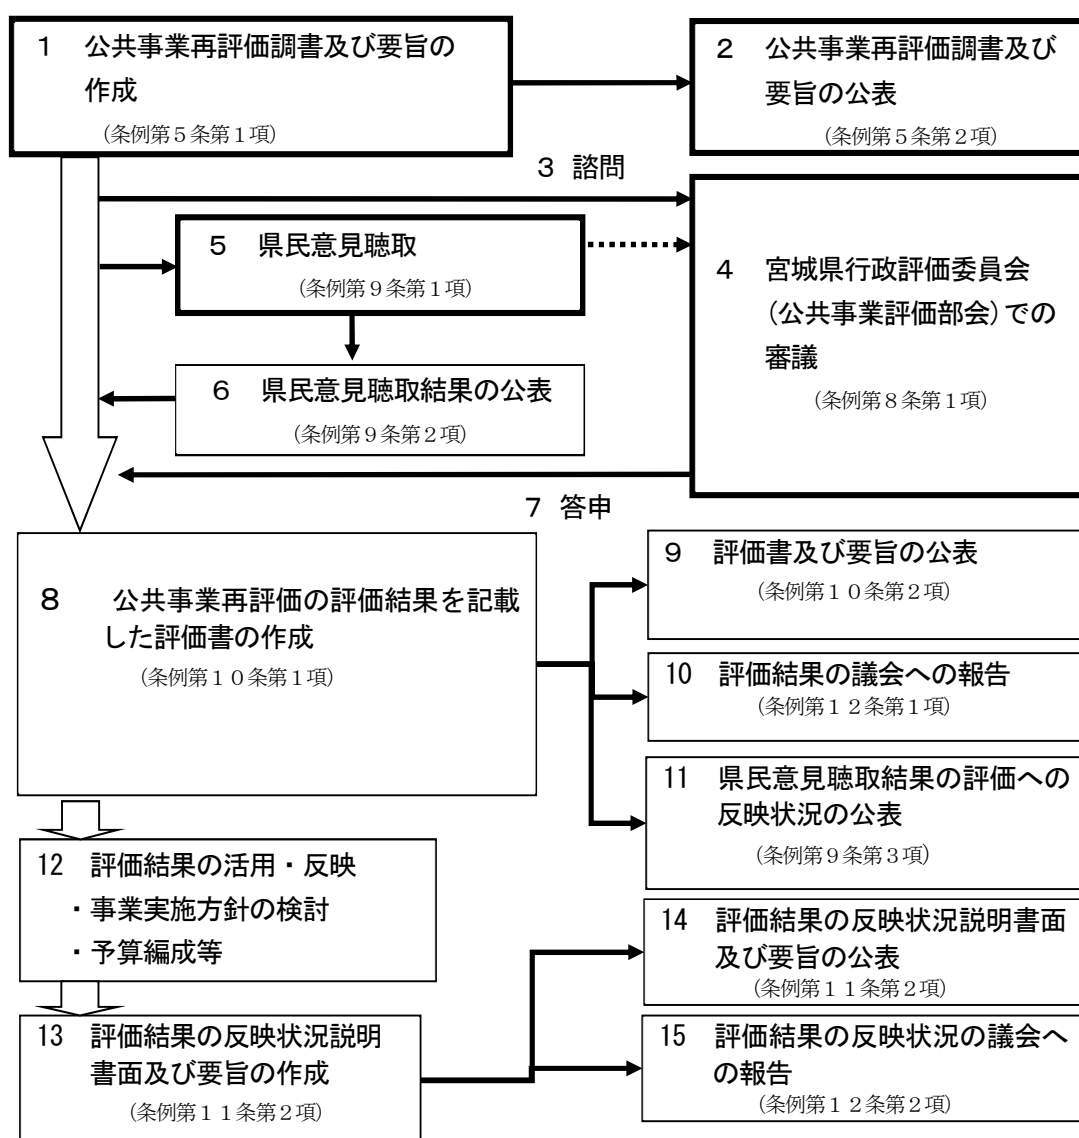 1 公共事業再評価調書及び要旨の
作成
(条例第5条第1項)
2 公共事業再評価調書及び
要旨の公表
(条例第5条第2項)
3 諮問
4 宮城県行政評価委員会
(公共事業評価部会)での
審議
(条例第8条第1項)
5 県民意見聴取
(条例第9条第1項)
6 県民意見聴取結果の公表
(条例第9条第2項)
7 答申
8 公共事業再評価の評価結果を記載
した評価書の作成
(条例第10条第1項)
9 評価書及び要旨の公表
(条例第10条第2項)
10 評価結果の議会への報告
(条例第12条第1項)
11 県民意見聴取結果の評価への
反映状況の公表
(条例第9条第3項)
12 評価結果の活用・反映
・事業実施方針の検討
・予算編成等
13 評価結果の反映状況説明
書面及び要旨の作成
(条例第11条第2項)
14 評価結果の反映状況説明書面
及び要旨の公表
(条例第11条第2項)
15 評価結果の反映状況の議会へ
の報告
(条例第12条第2項)